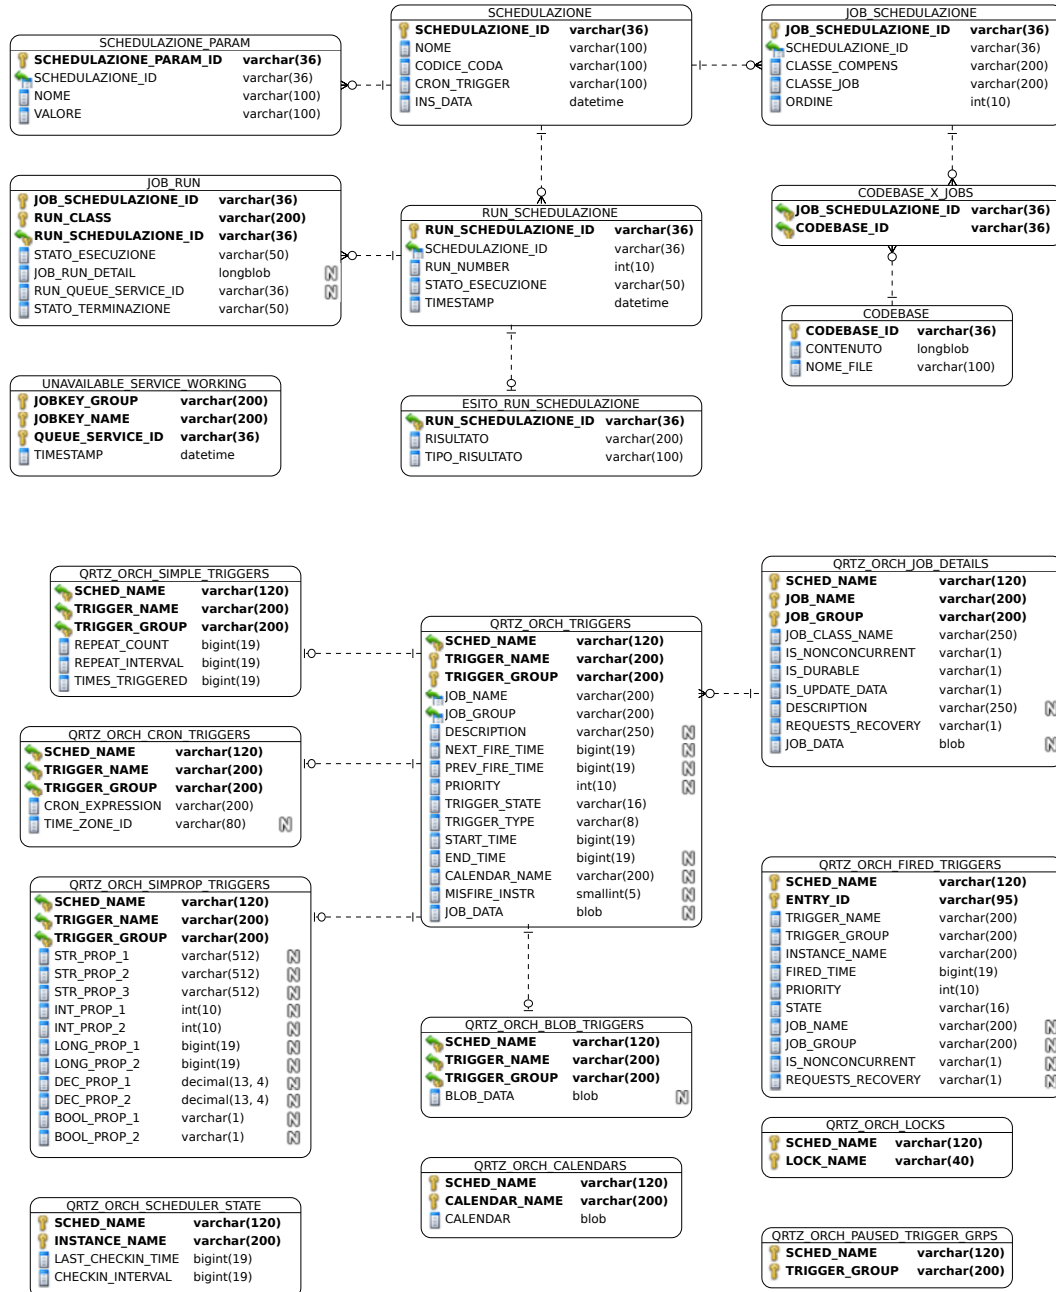 SCHEDULAZIONE_PARAM
SCHEDULAZIONE_PARAM_ID varchar(36)
SCHEDULAZIONE_ID varchar(36)
NOME varchar(100)
VALORE varchar(100)
SCHEDULAZIONE
SCHEDULAZIONE_ID varchar(36)
NOME varchar(100)
CODICE_CODA varchar(100)
CRON_TRIGGER varchar(100)
INS_DATA datetime
JOB_SCHEDULAZIONE
JOB_SCHEDULAZIONE_ID varchar(36)
SCHEDULAZIONE_ID varchar(36)
CLASSE_COMPENS varchar(200)
CLASSE_JOB varchar(200)
ORDINE int(10)
JOB_RUN
JOB_SCHEDULAZIONE_ID varchar(36)
RUN_CLASS varchar(200)
RUN_SCHEDULAZIONE_ID varchar(36)
STATO_ESECUZIONE varchar(50)
JOB_RUN_DETAIL longblob N
RUN_QUEUE_SERVICE_ID varchar(36) N
STATO_TERMINAZIONE varchar(50)
RUN_SCHEDULAZIONE
RUN_SCHEDULAZIONE_ID varchar(36)
SCHEDULAZIONE_ID varchar(36)
RUN_NUMBER int(10)
STATO_ESECUZIONE varchar(50)
TIMESTAMP datetime
CODEBASE_X_JOBS
JOB_SCHEDULAZIONE_ID varchar(36)
CODEBASE_ID varchar(36)
CODEBASE
CODEBASE_ID varchar(36)
CONTENUTO longblob
NOME_FILE varchar(100)
UNAVAILABLE_SERVICE_WORKING
JOBKEY_GROUP varchar(200)
JOBKEY_NAME varchar(200)
QUEUE_SERVICE_ID varchar(36)
TIMESTAMP datetime
ESITO_RUN_SCHEDULAZIONE
RUN_SCHEDULAZIONE_ID varchar(36)
RISULTATO varchar(200)
TIPO_RISULTATO varchar(100)
QRTZ_ORCH_SIMPLE_TRIGGERS
SCHED_NAME varchar(120)
TRIGGER_NAME varchar(200)
TRIGGER_GROUP varchar(200)
REPEAT_COUNT bigint(19)
REPEAT_INTERVAL bigint(19)
TIMES_TRIGGERED bigint(19)
QRTZ_ORCH_TRIGGERS
SCHED_NAME varchar(120)
TRIGGER_NAME varchar(200)
TRIGGER_GROUP varchar(200)
JOB_NAME varchar(200)
JOB_GROUP varchar(200)
DESCRIPTION varchar(250) N
NEXT_FIRE_TIME bigint(19) N
PREV_FIRE_TIME bigint(19) N
PRIORITY int(10) N
TRIGGER_STATE varchar(16)
TRIGGER_TYPE varchar(8)
START_TIME bigint(19)
END_TIME bigint(19) N
CALENDAR_NAME varchar(200) N
MISFIRE_INSTR smallint(5) N
JOB_DATA blob N
QRTZ_ORCH_JOB_DETAILS
SCHED_NAME varchar(120)
JOB_NAME varchar(200)
JOB_GROUP varchar(200)
JOB_CLASS_NAME varchar(250)
IS_NONCONCURRENT varchar(1)
IS_DURABLE varchar(1)
IS_UPDATE_DATA varchar(1)
DESCRIPTION varchar(250) N
REQUESTS_RECOVERY varchar(1)
JOB_DATA blob N
QRTZ_ORCH_CRON_TRIGGERS
SCHED_NAME varchar(120)
TRIGGER_NAME varchar(200)
TRIGGER_GROUP varchar(200)
CRON_EXPRESSION varchar(200)
TIME_ZONE_ID varchar(80) N
QRTZ_ORCH_SIMPROP_TRIGGERS
SCHED_NAME varchar(120)
TRIGGER_NAME varchar(200)
TRIGGER_GROUP varchar(200)
STR_PROP_1 varchar(512) N
STR_PROP_2 varchar(512) N
STR_PROP_3 varchar(512) N
INT_PROP_1 int(10) N
INT_PROP_2 int(10) N
LONG_PROP_1 bigint(19) N
LONG_PROP_2 bigint(19) N
DEC_PROP_1 decimal(13, 4) N
DEC_PROP_2 decimal(13, 4) N
BOOL_PROP_1 varchar(1) N
BOOL_PROP_2 varchar(1) N
QRTZ_ORCH_FIRED_TRIGGERS
SCHED_NAME varchar(120)
ENTRY_ID varchar(95)
TRIGGER_NAME varchar(200)
TRIGGER_GROUP varchar(200)
INSTANCE_NAME varchar(200)
FIRED_TIME bigint(19)
PRIORITY int(10)
STATE varchar(16)
JOB_NAME varchar(200) N
JOB_GROUP varchar(200) N
IS_NONCONCURRENT varchar(1) N
REQUESTS_RECOVERY varchar(1) N
QRTZ_ORCH_BLOB_TRIGGERS
SCHED_NAME varchar(120)
TRIGGER_NAME varchar(200)
TRIGGER_GROUP varchar(200)
BLOB_DATA blob N
QRTZ_ORCH_LOCKS
SCHED_NAME varchar(120)
LOCK_NAME varchar(40)
QRTZ_ORCH_CALENDARS
SCHED_NAME varchar(120)
CALENDAR_NAME varchar(200)
CALENDAR blob
QRTZ_ORCH_SCHEDULER_STATE
SCHED_NAME varchar(120)
INSTANCE_NAME varchar(200)
LAST_CHECKIN_TIME bigint(19)
CHECKIN_INTERVAL bigint(19)
QRTZ_ORCH_PAUSED_TRIGGER_GRPS
SCHED_NAME varchar(120)
TRIGGER_GROUP varchar(200)